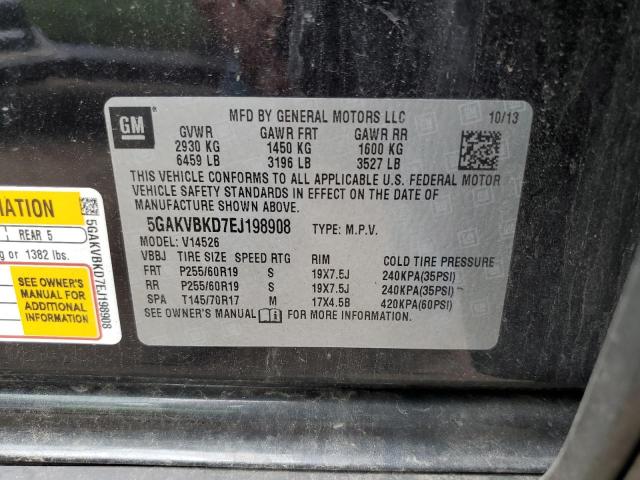 GM
MFD BY GENERAL MOTORS LLC 10/13
GVWR GAWR FRT GAWR RR
2930 KG 1450 KG 1600 KG
6459 LB 3196 LB 3527 LB
THIS VEHICLE CONFORMS TO ALL APPLICABLE U.S. FEDERAL MOTOR
VEHICLE SAFETY STANDARDS IN EFFECT ON THE DATE OF
MANUFACTURE SHOWN ABOVE.
5GAKVBKD7EJ198908 TYPE: M.P.V.
MODEL: V14526
VBBJ TIRE SIZE SPEED RTG RIM COLD TIRE PRESSURE
FRT P255/60R19 S 19X7.5J 240KPA(35PSI)
RR P255/60R19 S 19X7.5J 240KPA(35PSI)
SPA T145/70R17 M 17X4.5B 420KPA(60PSI)
SEE OWNER'S MANUAL FOR MORE INFORMATION.
MATION
REAR 5
g or 1382 lbs.
SEE OWNER'S
MANUAL FOR
ADDITIONAL
INFORMATION
5GAKVBKD7EJ198908